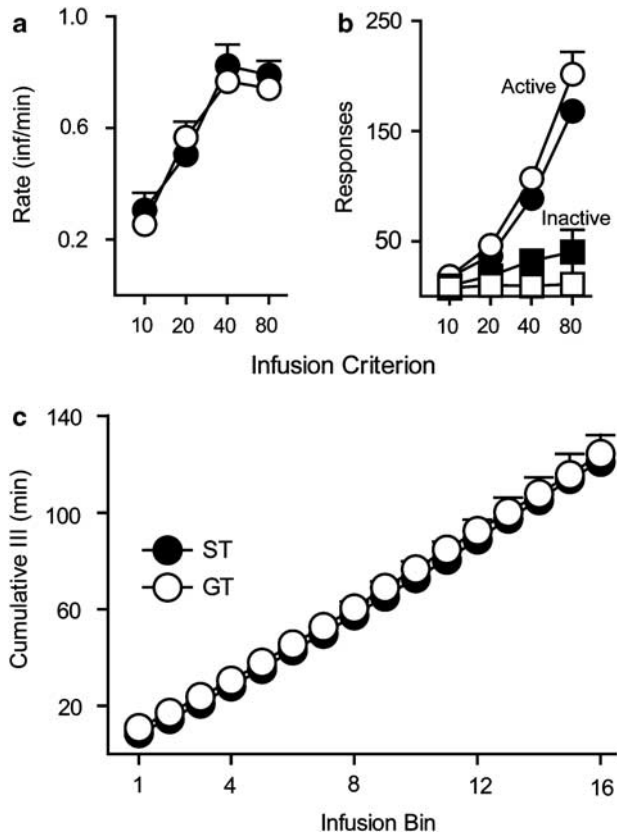 a
1.0
0.6
0.2
Rate (inf/min)
10 20 40 80
b
250
150
50
Responses
Active
Inactive
10 20 40 80
Infusion Criterion
c
140
100
60
20
Cumulative III (min)
ST
GT
1 4 8 12 16
Infusion Bin